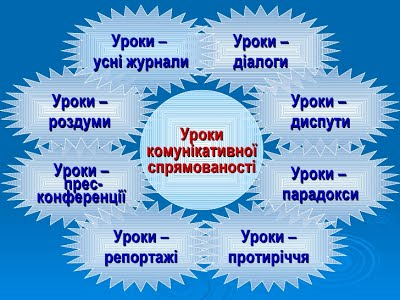 Уроки –
усні журнали
Уроки –
діалоги
Уроки –
роздуми
Уроки –
диспути
Уроки
комунікативної
спрямованості
Уроки –
прес-
конференції
Уроки –
парадокси
Уроки –
репортажі
Уроки –
протиріччя